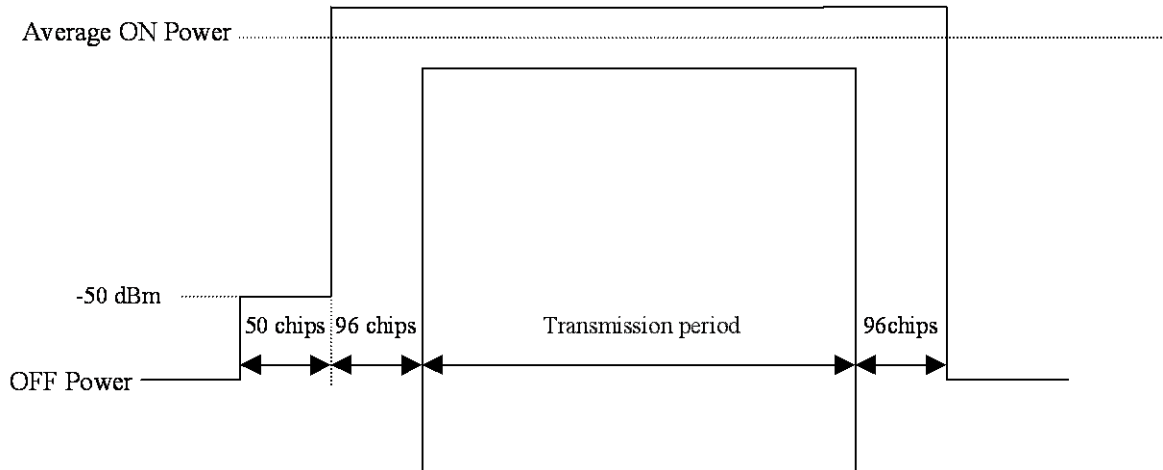 Average ON Power
-50 dBm
50 chips
96 chips
Transmission period
96chips
OFF Power